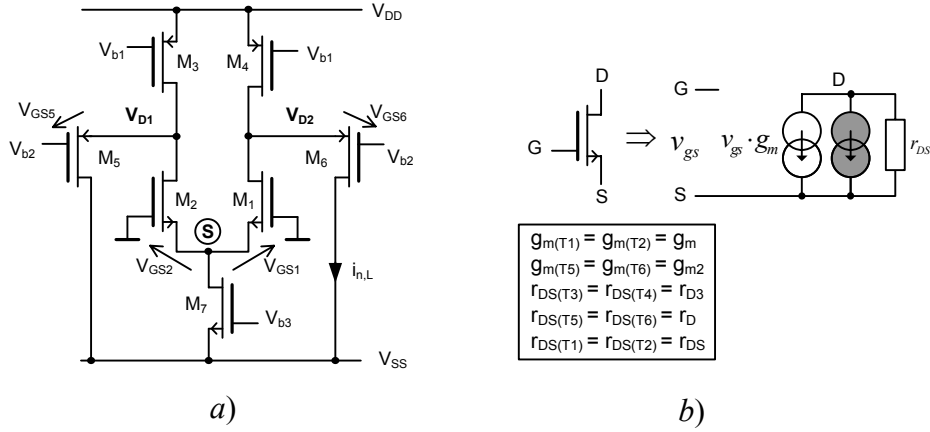 V_DD
V_b1
M_3
M_4
V_b1
V_GS5
V_D1
V_D2
V_GS6
V_b2
M_5
M_6
V_b2
M_2
M_1
S
V_GS2
V_GS1
i_n,L
M_7
V_b3
V_SS
a)
D
G
S
⇒
G
D
v_gs
v_gs·g_m
r_DS
S
g_m(T1) = g_m(T2) = g_m
g_m(T5) = g_m(T6) = g_m2
r_DS(T3) = r_DS(T4) = r_D3
r_DS(T5) = r_DS(T6) = r_D
r_DS(T1) = r_DS(T2) = r_DS
b)